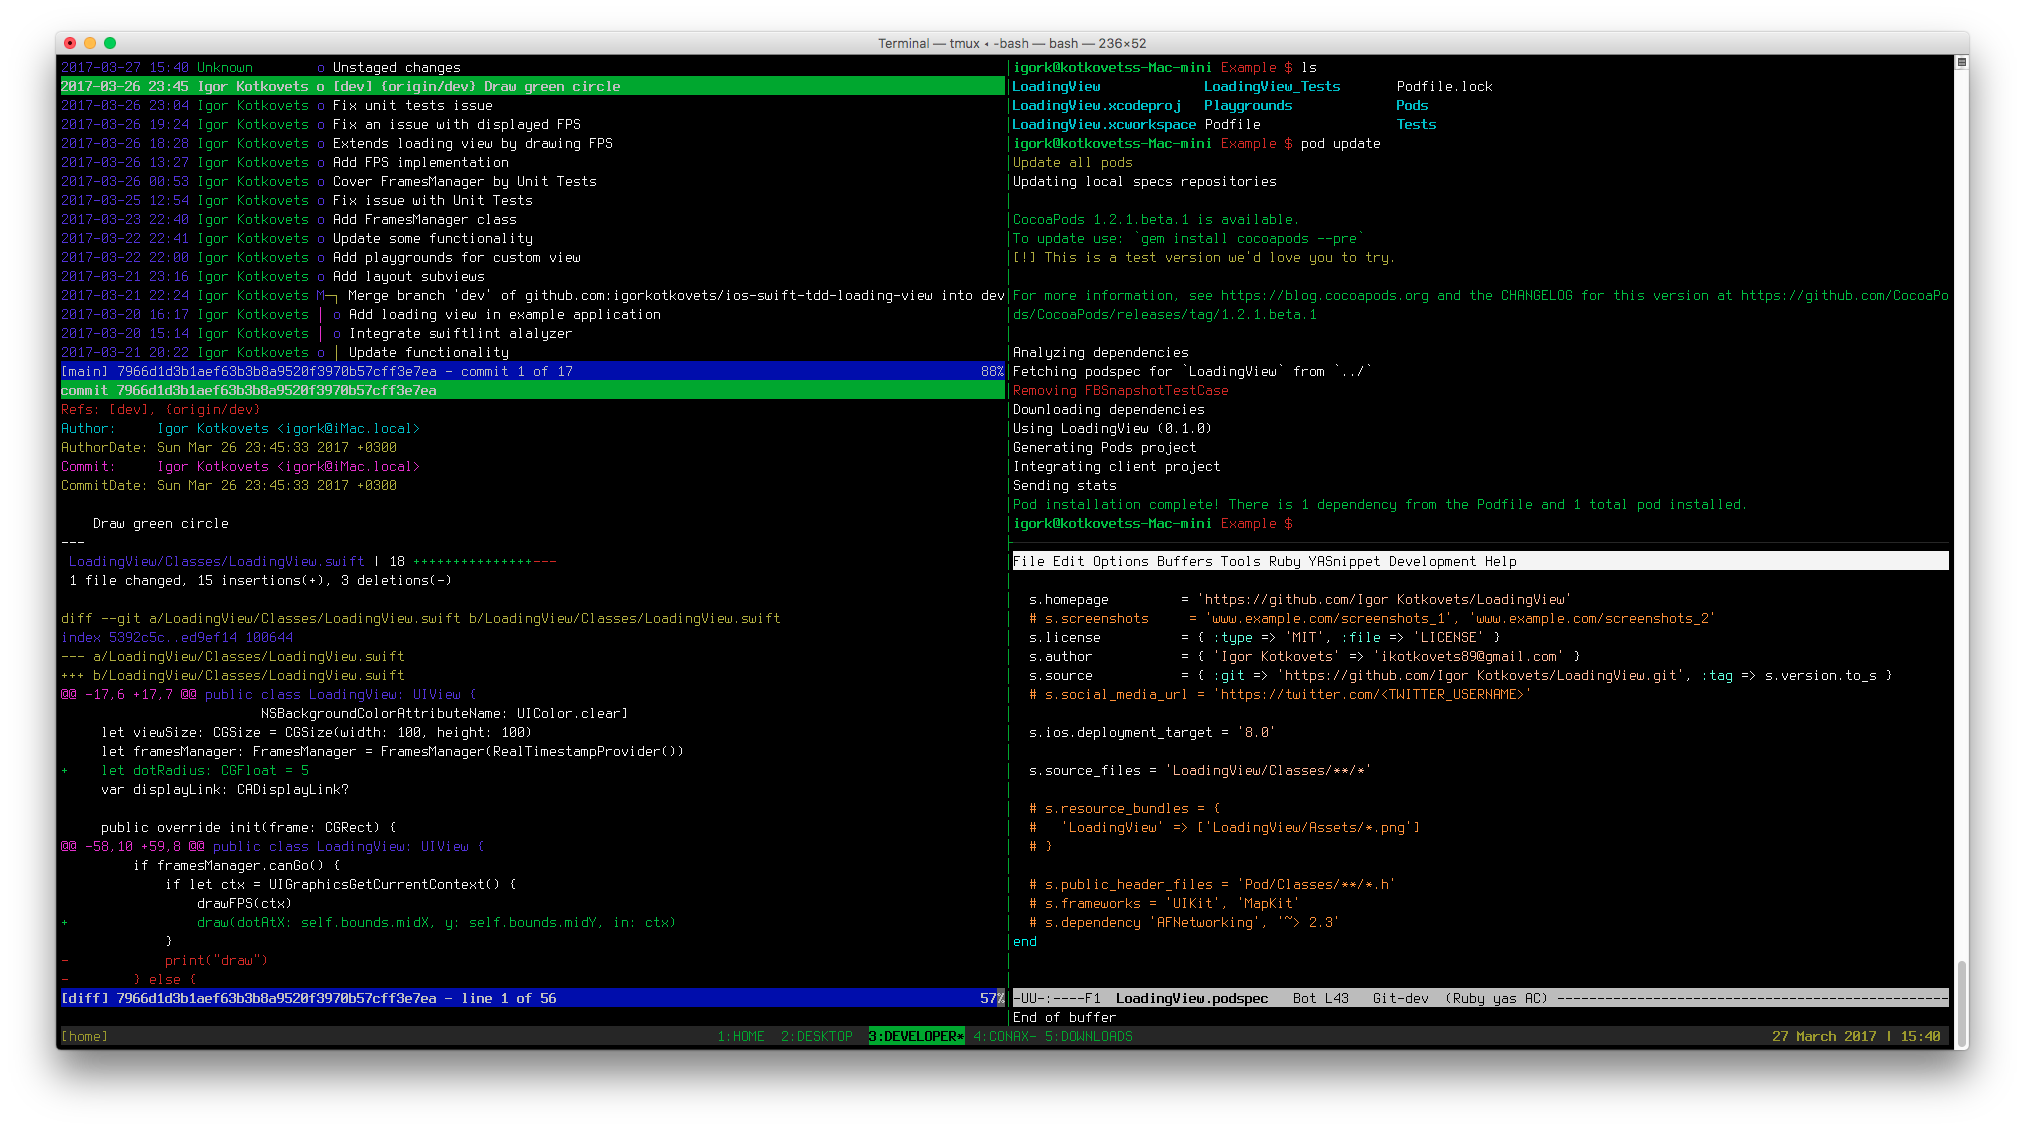 Terminal — tmux ◂ -bash — bash — 236×52
2017-03-27 15:40 Unknown        o Unstaged changes
2017-03-26 23:45 Igor Kotkovets o [dev] {origin/dev} Draw green circle
2017-03-26 23:04 Igor Kotkovets o Fix unit tests issue
2017-03-26 19:24 Igor Kotkovets o Fix an issue with displayed FPS
2017-03-26 18:28 Igor Kotkovets o Extends loading view by drawing FPS
2017-03-26 13:27 Igor Kotkovets o Add FPS implementation
2017-03-26 00:53 Igor Kotkovets o Cover FramesManager by Unit Tests
2017-03-25 12:54 Igor Kotkovets o Fix issue with Unit Tests
2017-03-23 22:40 Igor Kotkovets o Add FramesManager class
2017-03-22 22:41 Igor Kotkovets o Update some functionality
2017-03-22 22:00 Igor Kotkovets o Add playgrounds for custom view
2017-03-21 23:16 Igor Kotkovets o Add layout subviews
2017-03-21 22:24 Igor Kotkovets M─┐ Merge branch 'dev' of github.com:igorkotkovets/ios-swift-tdd-loading-view into dev
2017-03-20 16:17 Igor Kotkovets │ o Add loading view in example application
2017-03-20 15:14 Igor Kotkovets │ o Integrate swiftlint alalyzer
2017-03-21 20:22 Igor Kotkovets o │ Update functionality
[main] 7966d1d3b1aef63b3b8a9520f3970b57cff3e7ea - commit 1 of 17 88%
commit 7966d1d3b1aef63b3b8a9520f3970b57cff3e7ea
Refs: [dev], {origin/dev}
Author:     Igor Kotkovets <igork@iMac.local>
AuthorDate: Sun Mar 26 23:45:33 2017 +0300
Commit:     Igor Kotkovets <igork@iMac.local>
CommitDate: Sun Mar 26 23:45:33 2017 +0300
    Draw green circle
---
 LoadingView/Classes/LoadingView.swift | 18 +++++++++++++++---
 1 file changed, 15 insertions(+), 3 deletions(-)
diff --git a/LoadingView/Classes/LoadingView.swift b/LoadingView/Classes/LoadingView.swift
index 5392c5c..ed9ef14 100644
--- a/LoadingView/Classes/LoadingView.swift
+++ b/LoadingView/Classes/LoadingView.swift
@@ -17,6 +17,7 @@ public class LoadingView: UIView {
                         NSBackgroundColorAttributeName: UIColor.clear]
     let viewSize: CGSize = CGSize(width: 100, height: 100)
     let framesManager: FramesManager = FramesManager(RealTimestampProvider())
+    let dotRadius: CGFloat = 5
     var displayLink: CADisplayLink?
     public override init(frame: CGRect) {
@@ -58,10 +59,8 @@ public class LoadingView: UIView {
         if framesManager.canGo() {
             if let ctx = UIGraphicsGetCurrentContext() {
                 drawFPS(ctx)
+                draw(dotAtX: self.bounds.midX, y: self.bounds.midY, in: ctx)
             }
-            print("draw")
-        } else {
[diff] 7966d1d3b1aef63b3b8a9520f3970b57cff3e7ea - line 1 of 56 57%
igork@kotkovetss-Mac-mini Example $ ls
LoadingView             LoadingView_Tests       Podfile.lock
LoadingView.xcodeproj   Playgrounds             Pods
LoadingView.xcworkspace Podfile                 Tests
igork@kotkovetss-Mac-mini Example $ pod update
Update all pods
Updating local specs repositories
CocoaPods 1.2.1.beta.1 is available.
To update use: `gem install cocoapods --pre`
[!] This is a test version we'd love you to try.
For more information, see https://blog.cocoapods.org and the CHANGELOG for this version at https://github.com/CocoaPo
ds/CocoaPods/releases/tag/1.2.1.beta.1
Analyzing dependencies
Fetching podspec for `LoadingView` from `../`
Removing FBSnapshotTestCase
Downloading dependencies
Using LoadingView (0.1.0)
Generating Pods project
Integrating client project
Sending stats
Pod installation complete! There is 1 dependency from the Podfile and 1 total pod installed.
igork@kotkovetss-Mac-mini Example $
File Edit Options Buffers Tools Ruby YASnippet Development Help
  s.homepage         = 'https://github.com/Igor Kotkovets/LoadingView'
  # s.screenshots     = 'www.example.com/screenshots_1', 'www.example.com/screenshots_2'
  s.license          = { :type => 'MIT', :file => 'LICENSE' }
  s.author           = { 'Igor Kotkovets' => 'ikotkovets89@gmail.com' }
  s.source           = { :git => 'https://github.com/Igor Kotkovets/LoadingView.git', :tag => s.version.to_s }
  # s.social_media_url = 'https://twitter.com/<TWITTER_USERNAME>'
  s.ios.deployment_target = '8.0'
  s.source_files = 'LoadingView/Classes/**/*'
  # s.resource_bundles = {
  #   'LoadingView' => ['LoadingView/Assets/*.png']
  # }
  # s.public_header_files = 'Pod/Classes/**/*.h'
  # s.frameworks = 'UIKit', 'MapKit'
  # s.dependency 'AFNetworking', '~> 2.3'
end
-UU-:----F1  LoadingView.podspec   Bot L43   Git-dev  (Ruby yas AC) -------------------------------------------------
End of buffer
[home] 1:HOME  2:DESKTOP  3:DEVELOPER* 4:CONAX- 5:DOWNLOADS 27 March 2017 | 15:40